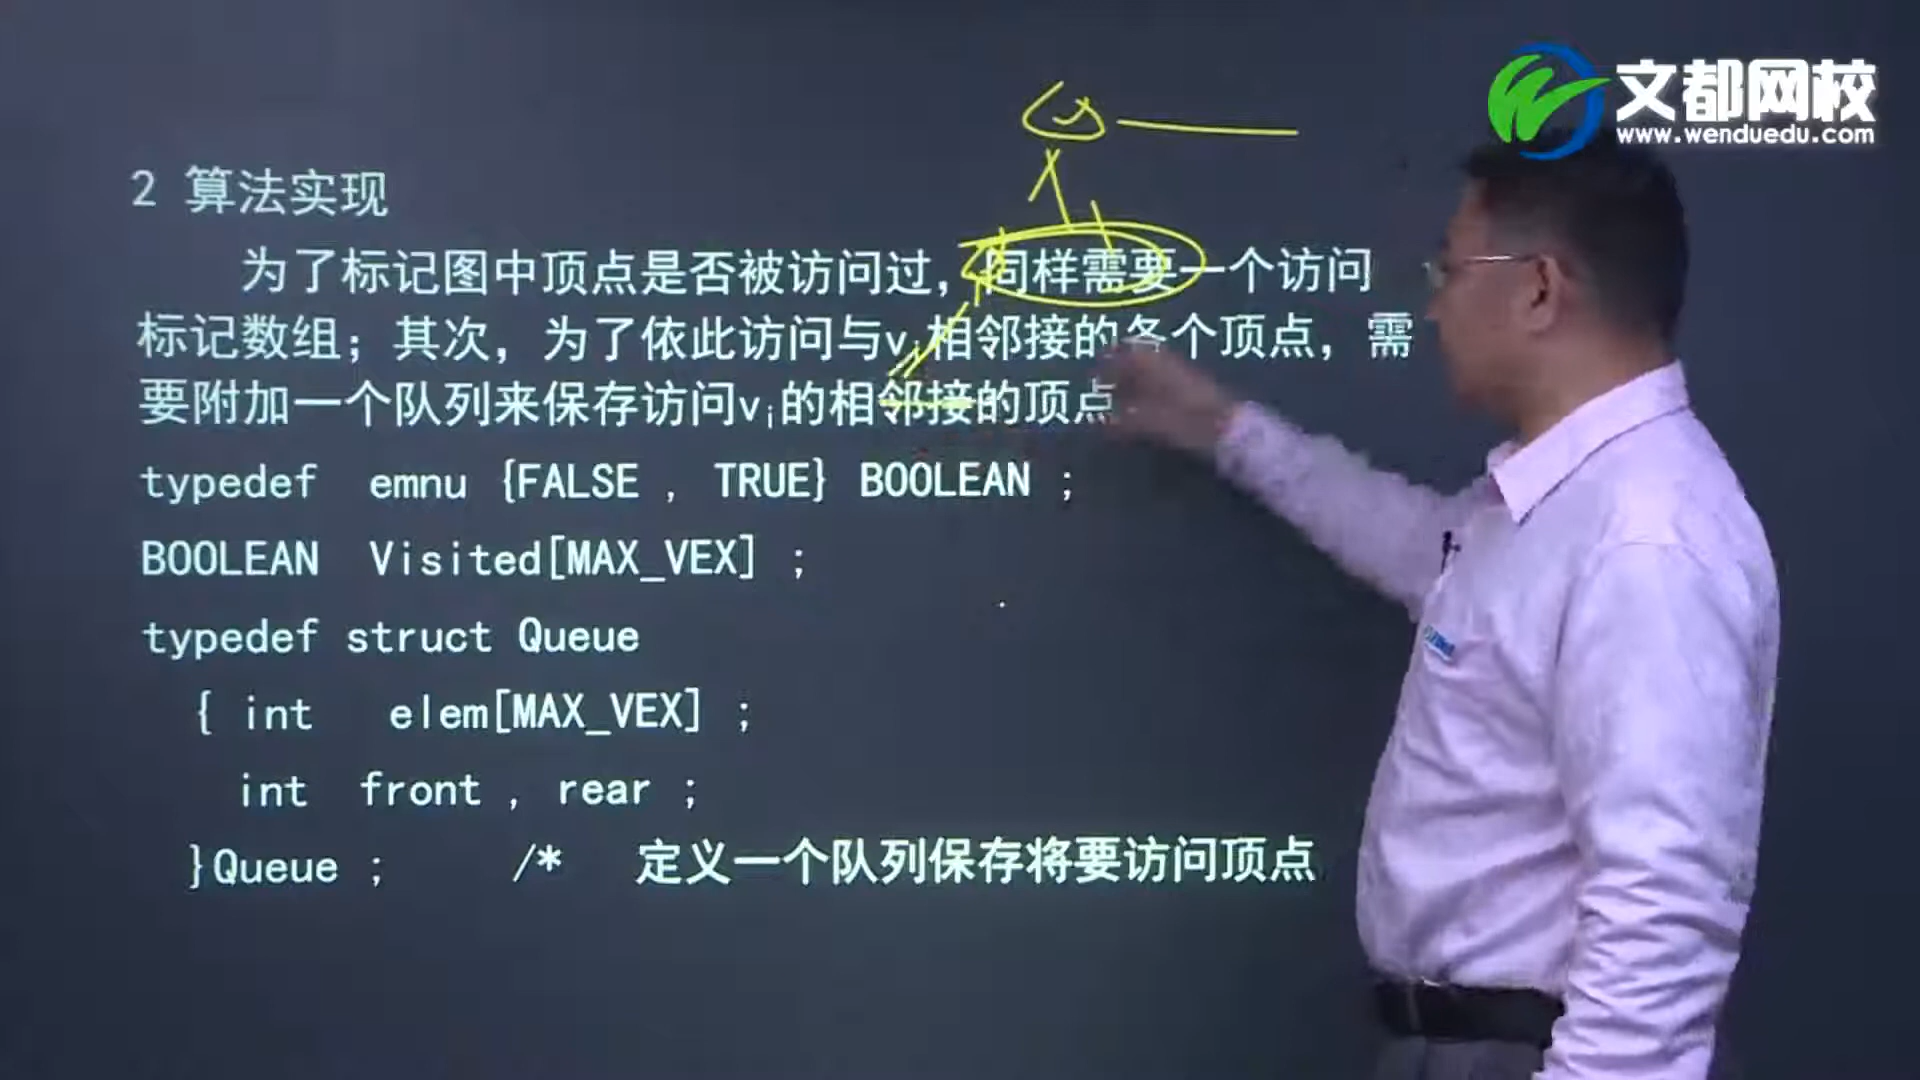 文都网校
www.wenduedu.com
2 算法实现
为了标记图中顶点是否被访问过，同样需要一个访问
标记数组；其次，为了依此访问与vi相邻接的各个顶点，需
要附加一个队列来保存访问vi的相邻接的顶点
typedef emnu {FALSE , TRUE} BOOLEAN ;
BOOLEAN Visited[MAX_VEX] ;
typedef struct Queue
{ int elem[MAX_VEX] ;
int front , rear ;
}Queue ; /* 定义一个队列保存将要访问顶点